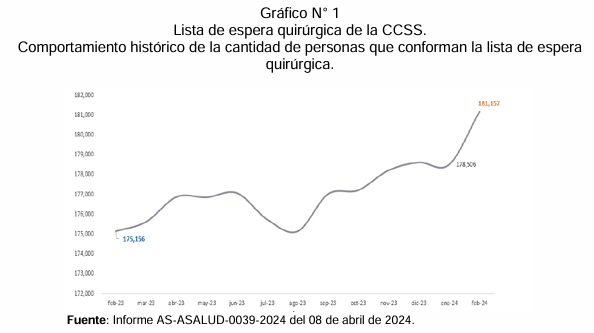 Gráfico N° 1
Lista de espera quirúrgica de la CCSS.
Comportamiento histórico de la cantidad de personas que conforman la lista de espera
quirúrgica.
182,000
181,157
181,000
180,000
179,000
178,506
178,000
177,000
176,000
175,000
175,156
174,000
173,000
172,000
feb-23 mar-23 abr-23 may-23 jun-23 jul-23 ago-23 sep-23 oct-23 nov-23 dic-23 ene-24 feb-24
Fuente: Informe AS-ASALUD-0039-2024 del 08 de abril de 2024.